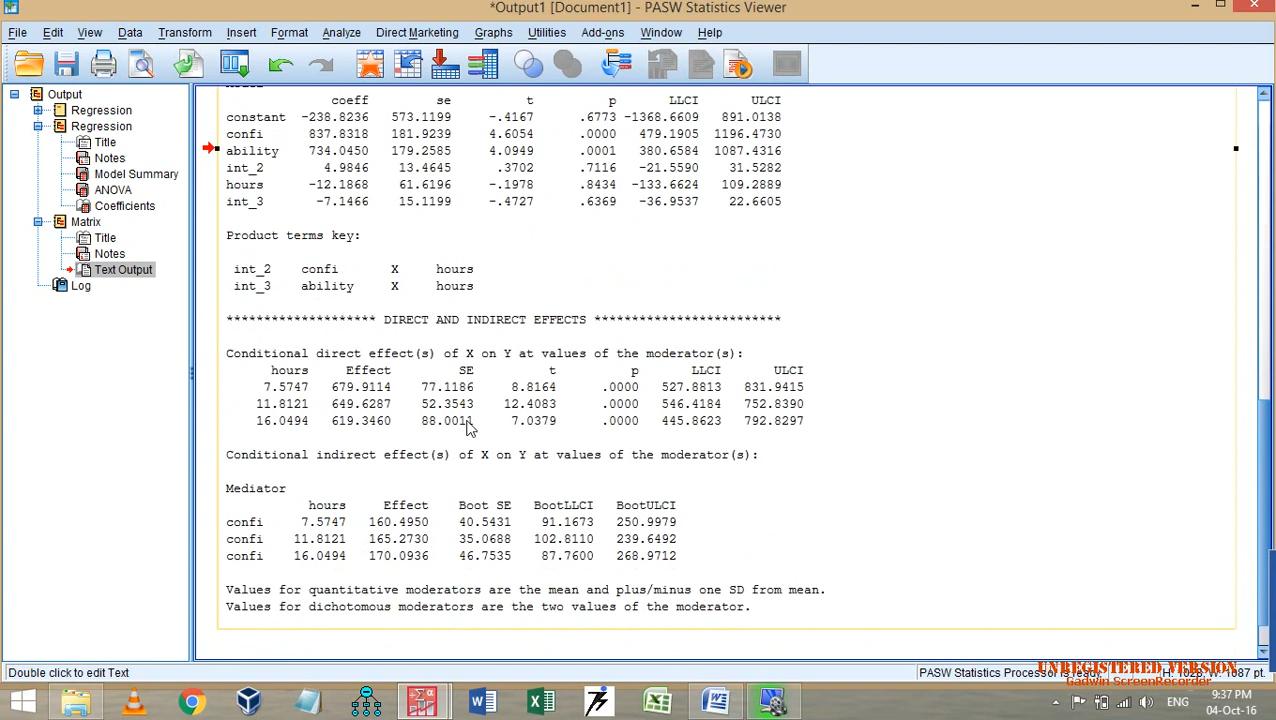 *Output1 [Document1] - PASW Statistics Viewer
File Edit View Data Transform Insert Format Analyze Direct Marketing Graphs Utilities Add-ons Window Help
Output
Regression
Regression
Title
Notes
Model Summary
ANOVA
Coefficients
Matrix
Title
Notes
Text Output
Log
coeff se t p LLCI ULCI
constant -238.8236 573.1199 -.4167 .6773 -1368.6609 891.0138
confi 837.8318 181.9239 4.6054 .0000 479.1905 1196.4730
ability 734.0450 179.2585 4.0949 .0001 380.6584 1087.4316
int_2 4.9846 13.4645 .3702 .7116 -21.5590 31.5282
hours -12.1868 61.6196 -.1978 .8434 -133.6624 109.2889
int_3 -7.1466 15.1199 -.4727 .6369 -36.9537 22.6605
Product terms key:
int_2 confi X hours
int_3 ability X hours
******************** DIRECT AND INDIRECT EFFECTS *************************
Conditional direct effect(s) of X on Y at values of the moderator(s):
hours Effect SE t p LLCI ULCI
7.5747 679.9114 77.1186 8.8164 .0000 527.8813 831.9415
11.8121 649.6287 52.3543 12.4083 .0000 546.4184 752.8390
16.0494 619.3460 88.0011 7.0379 .0000 445.8623 792.8297
Conditional indirect effect(s) of X on Y at values of the moderator(s):
Mediator
hours Effect Boot SE BootLLCI BootULCI
confi 7.5747 160.4950 40.5431 91.1673 250.9979
confi 11.8121 165.2730 35.0688 102.8110 239.6492
confi 16.0494 170.0936 46.7535 87.7600 268.9712
Values for quantitative moderators are the mean and plus/minus one SD from mean.
Values for dichotomous moderators are the two values of the moderator.
Double click to edit Text
PASW Statistics Processor is H: 1028, W: 1087 pt.
UNREGISTERED VERSION
Gadwin ScreenRecorder
ENG
9:37 PM
04-Oct-16